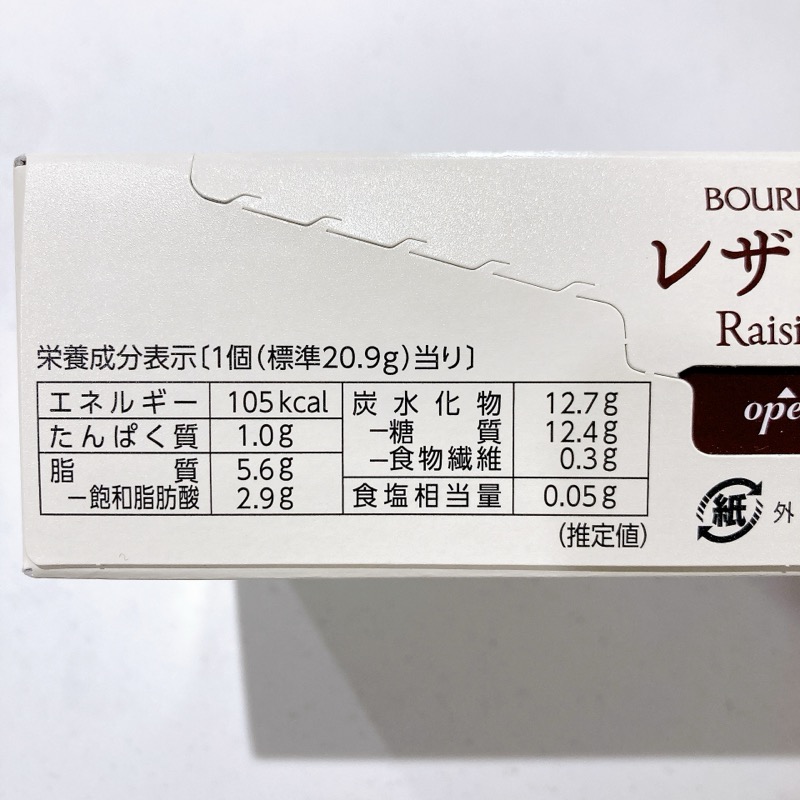 BOUR
レザ
Raisi
ope
栄養成分表示〔1個(標準20.9g)当り〕
エネルギー 105kcal
たんぱく質 1.0g
脂質 5.6g
−飽和脂肪酸 2.9g
炭水化物 12.7g
−糖質 12.4g
−食物繊維 0.3g
食塩相当量 0.05g
(推定値)
紙 外